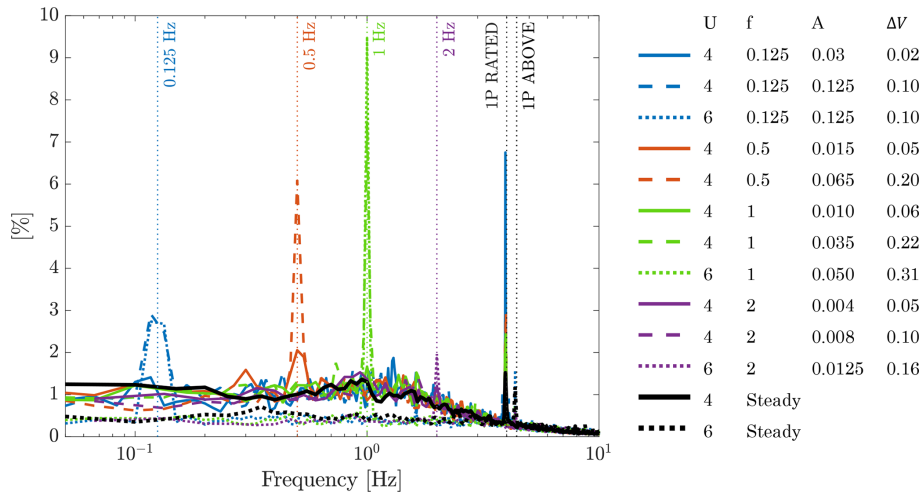 10%
9
8
7
6
5
4
3
2
1
0
[%]
0.125 Hz
0.5 Hz
1 Hz
2 Hz
1P RATED
1P ABOVE
10⁻¹ 10⁰ 10¹
Frequency [Hz]
U f A ΔV
4 0.125 0.03 0.02
4 0.125 0.125 0.10
6 0.125 0.125 0.10
4 0.5 0.015 0.05
4 0.5 0.065 0.20
4 1 0.010 0.06
4 1 0.035 0.22
6 1 0.050 0.31
4 2 0.004 0.05
4 2 0.008 0.10
6 2 0.0125 0.16
4 Steady
6 Steady